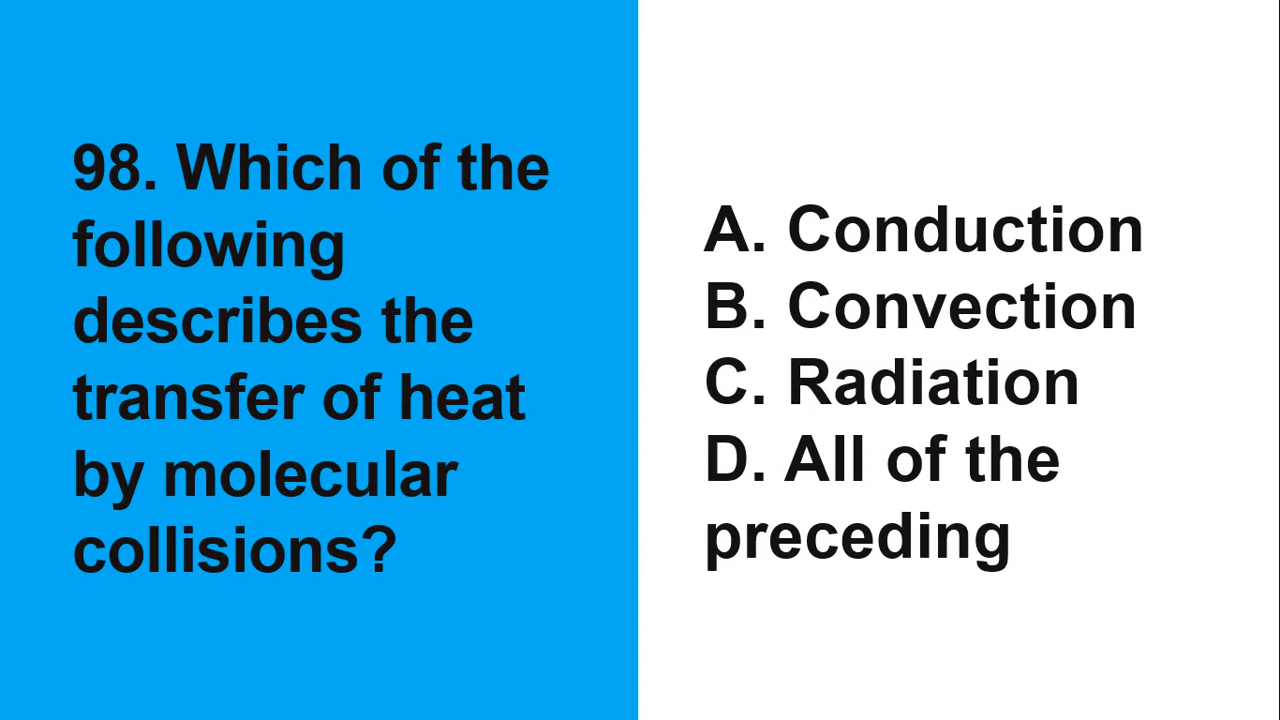 98. Which of the
following
describes the
transfer of heat
by molecular
collisions?
A. Conduction
B. Convection
C. Radiation
D. All of the
preceding